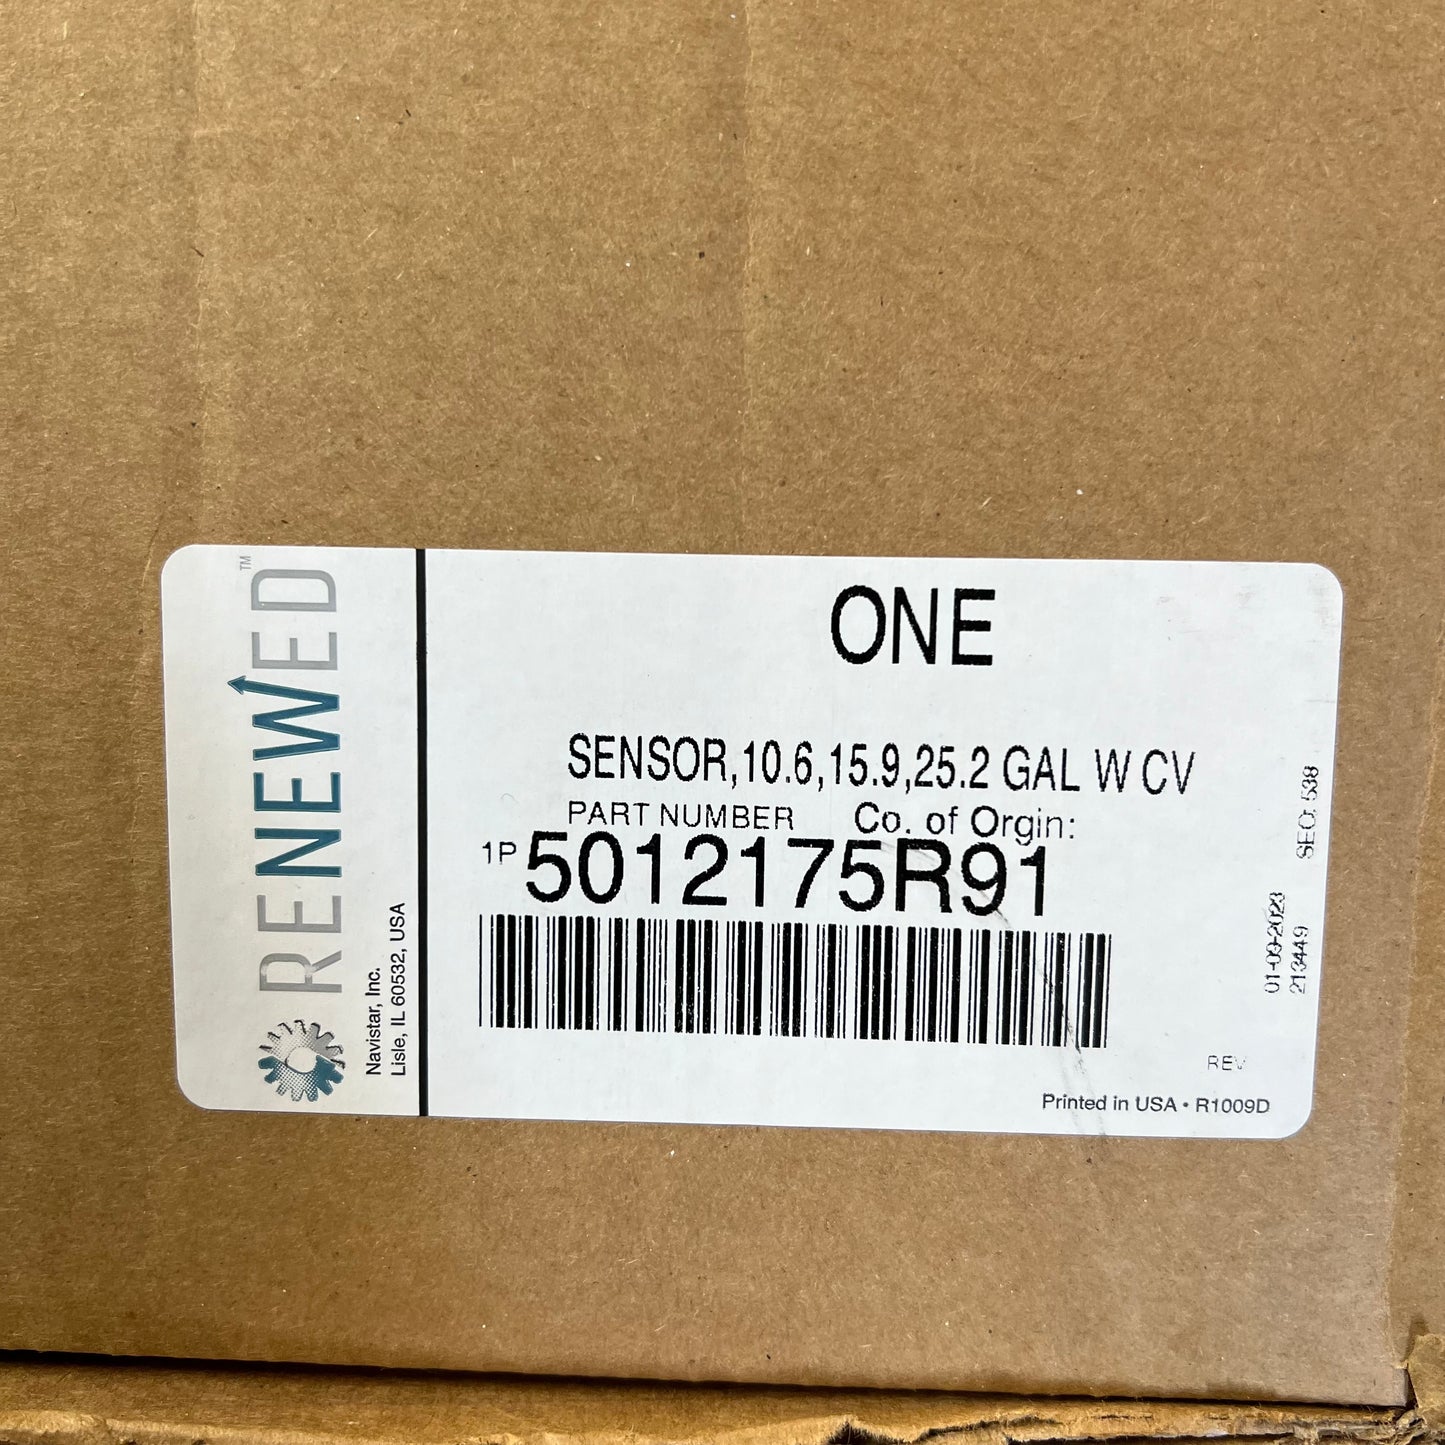 RENEWED™
Navistar, Inc.
Lisle, IL 60532, USA
ONE
SENSOR,10.6,15.9,25.2 GAL W CV
PART NUMBER Co. of Orgin:
1P 5012175R91
SEQ: 538
01-09-2023
213449
REV
Printed in USA • R1009D